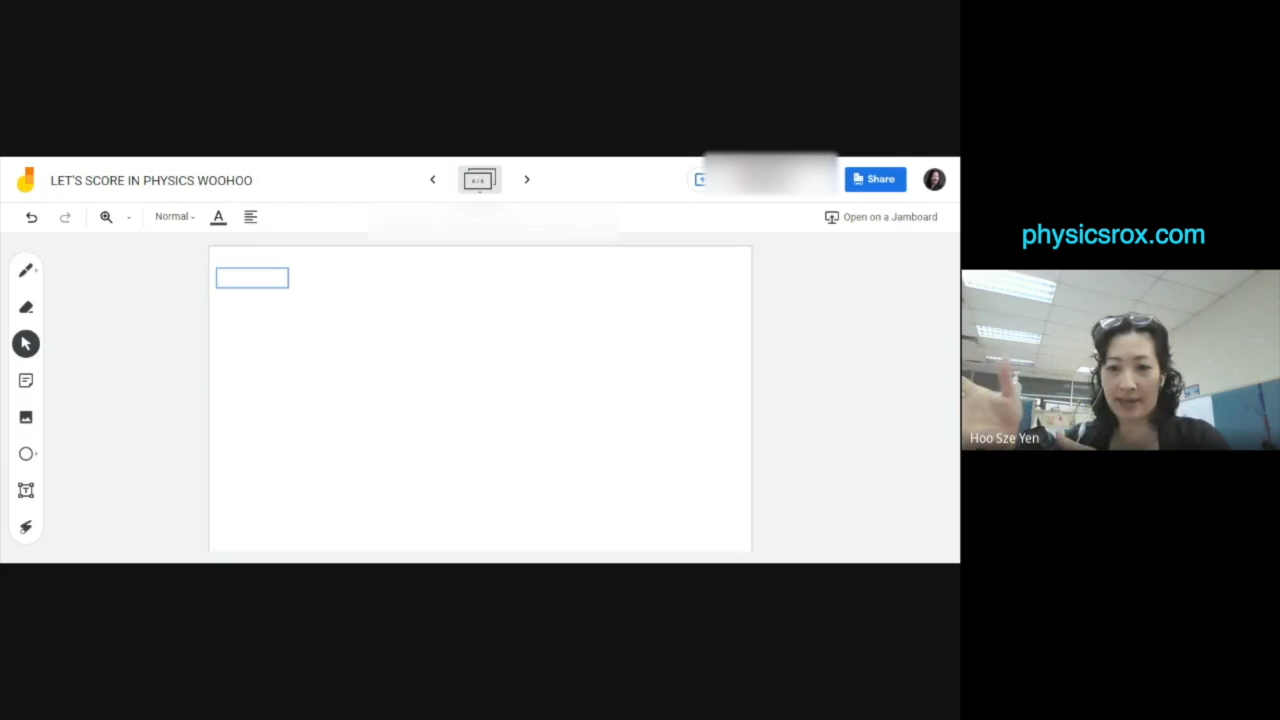 LET'S SCORE IN PHYSICS WOOHOO
Share
Normal
A
Open on a Jamboard
physicsrox.com
Hoo Sze Yen